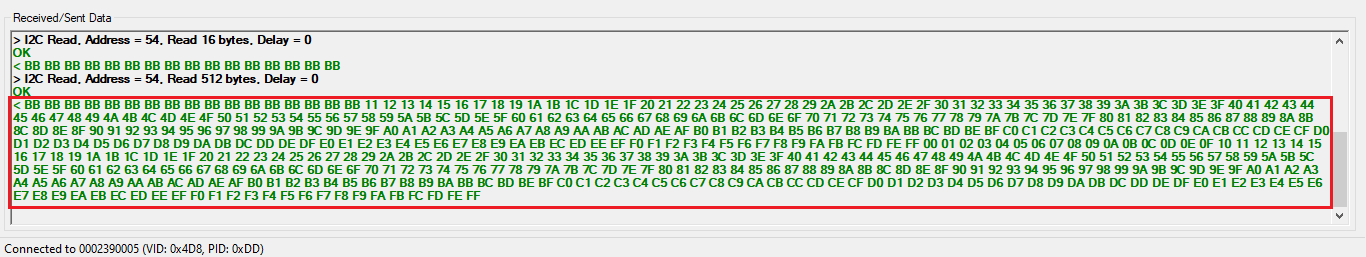 Received/Sent Data
> I2C Read, Address = 54, Read 16 bytes, Delay = 0
OK
< BB BB BB BB BB BB BB BB BB BB BB BB BB BB BB BB
> I2C Read, Address = 54, Read 512 bytes, Delay = 0
OK
< BB BB BB BB BB BB BB BB BB BB BB BB BB BB BB BB BB 11 12 13 14 15 16 17 18 19 1A 1B 1C 1D 1E 1F 20 21 22 23 24 25 26 27 28 29 2A 2B 2C 2D 2E 2F 30 31 32 33 34 35 36 37 38 39 3A 3B 3C 3D 3E 3F 40 41 42 43 44
45 46 47 48 49 4A 4B 4C 4D 4E 4F 50 51 52 53 54 55 56 57 58 59 5A 5B 5C 5D 5E 5F 60 61 62 63 64 65 66 67 68 69 6A 6B 6C 6D 6E 6F 70 71 72 73 74 75 76 77 78 79 7A 7B 7C 7D 7E 7F 80 81 82 83 84 85 86 87 88 89 8A 8B
8C 8D 8E 8F 90 91 92 93 94 95 96 97 98 99 9A 9B 9C 9D 9E 9F A0 A1 A2 A3 A4 A5 A6 A7 A8 A9 AA AB AC AD AE AF B0 B1 B2 B3 B4 B5 B6 B7 B8 B9 BA BB BC BD BE BF C0 C1 C2 C3 C4 C5 C6 C7 C8 C9 CA CB CC CD CE CF D0
D1 D2 D3 D4 D5 D6 D7 D8 D9 DA DB DC DD DE DF E0 E1 E2 E3 E4 E5 E6 E7 E8 E9 EA EB EC ED EE EF F0 F1 F2 F3 F4 F5 F6 F7 F8 F9 FA FB FC FD FE FF 00 01 02 03 04 05 06 07 08 09 0A 0B 0C 0D 0E 0F 10 11 12 13 14 15
16 17 18 19 1A 1B 1C 1D 1E 1F 20 21 22 23 24 25 26 27 28 29 2A 2B 2C 2D 2E 2F 30 31 32 33 34 35 36 37 38 39 3A 3B 3C 3D 3E 3F 40 41 42 43 44 45 46 47 48 49 4A 4B 4C 4D 4E 4F 50 51 52 53 54 55 56 57 58 59 5A 5B 5C
5D 5E 5F 60 61 62 63 64 65 66 67 68 69 6A 6B 6C 6D 6E 6F 70 71 72 73 74 75 76 77 78 79 7A 7B 7C 7D 7E 7F 80 81 82 83 84 85 86 87 88 89 8A 8B 8C 8D 8E 8F 90 91 92 93 94 95 96 97 98 99 9A 9B 9C 9D 9E 9F A0 A1 A2 A3
A4 A5 A6 A7 A8 A9 AA AB AC AD AE AF B0 B1 B2 B3 B4 B5 B6 B7 B8 B9 BA BB BC BD BE BF C0 C1 C2 C3 C4 C5 C6 C7 C8 C9 CA CB CC CD CE CF D0 D1 D2 D3 D4 D5 D6 D7 D8 D9 DA DB DC DD DE DF E0 E1 E2 E3 E4 E5 E6
E7 E8 E9 EA EB EC ED EE EF F0 F1 F2 F3 F4 F5 F6 F7 F8 F9 FA FB FC FD FE FF
Connected to 0002390005 (VID: 0x4D8, PID: 0xDD)